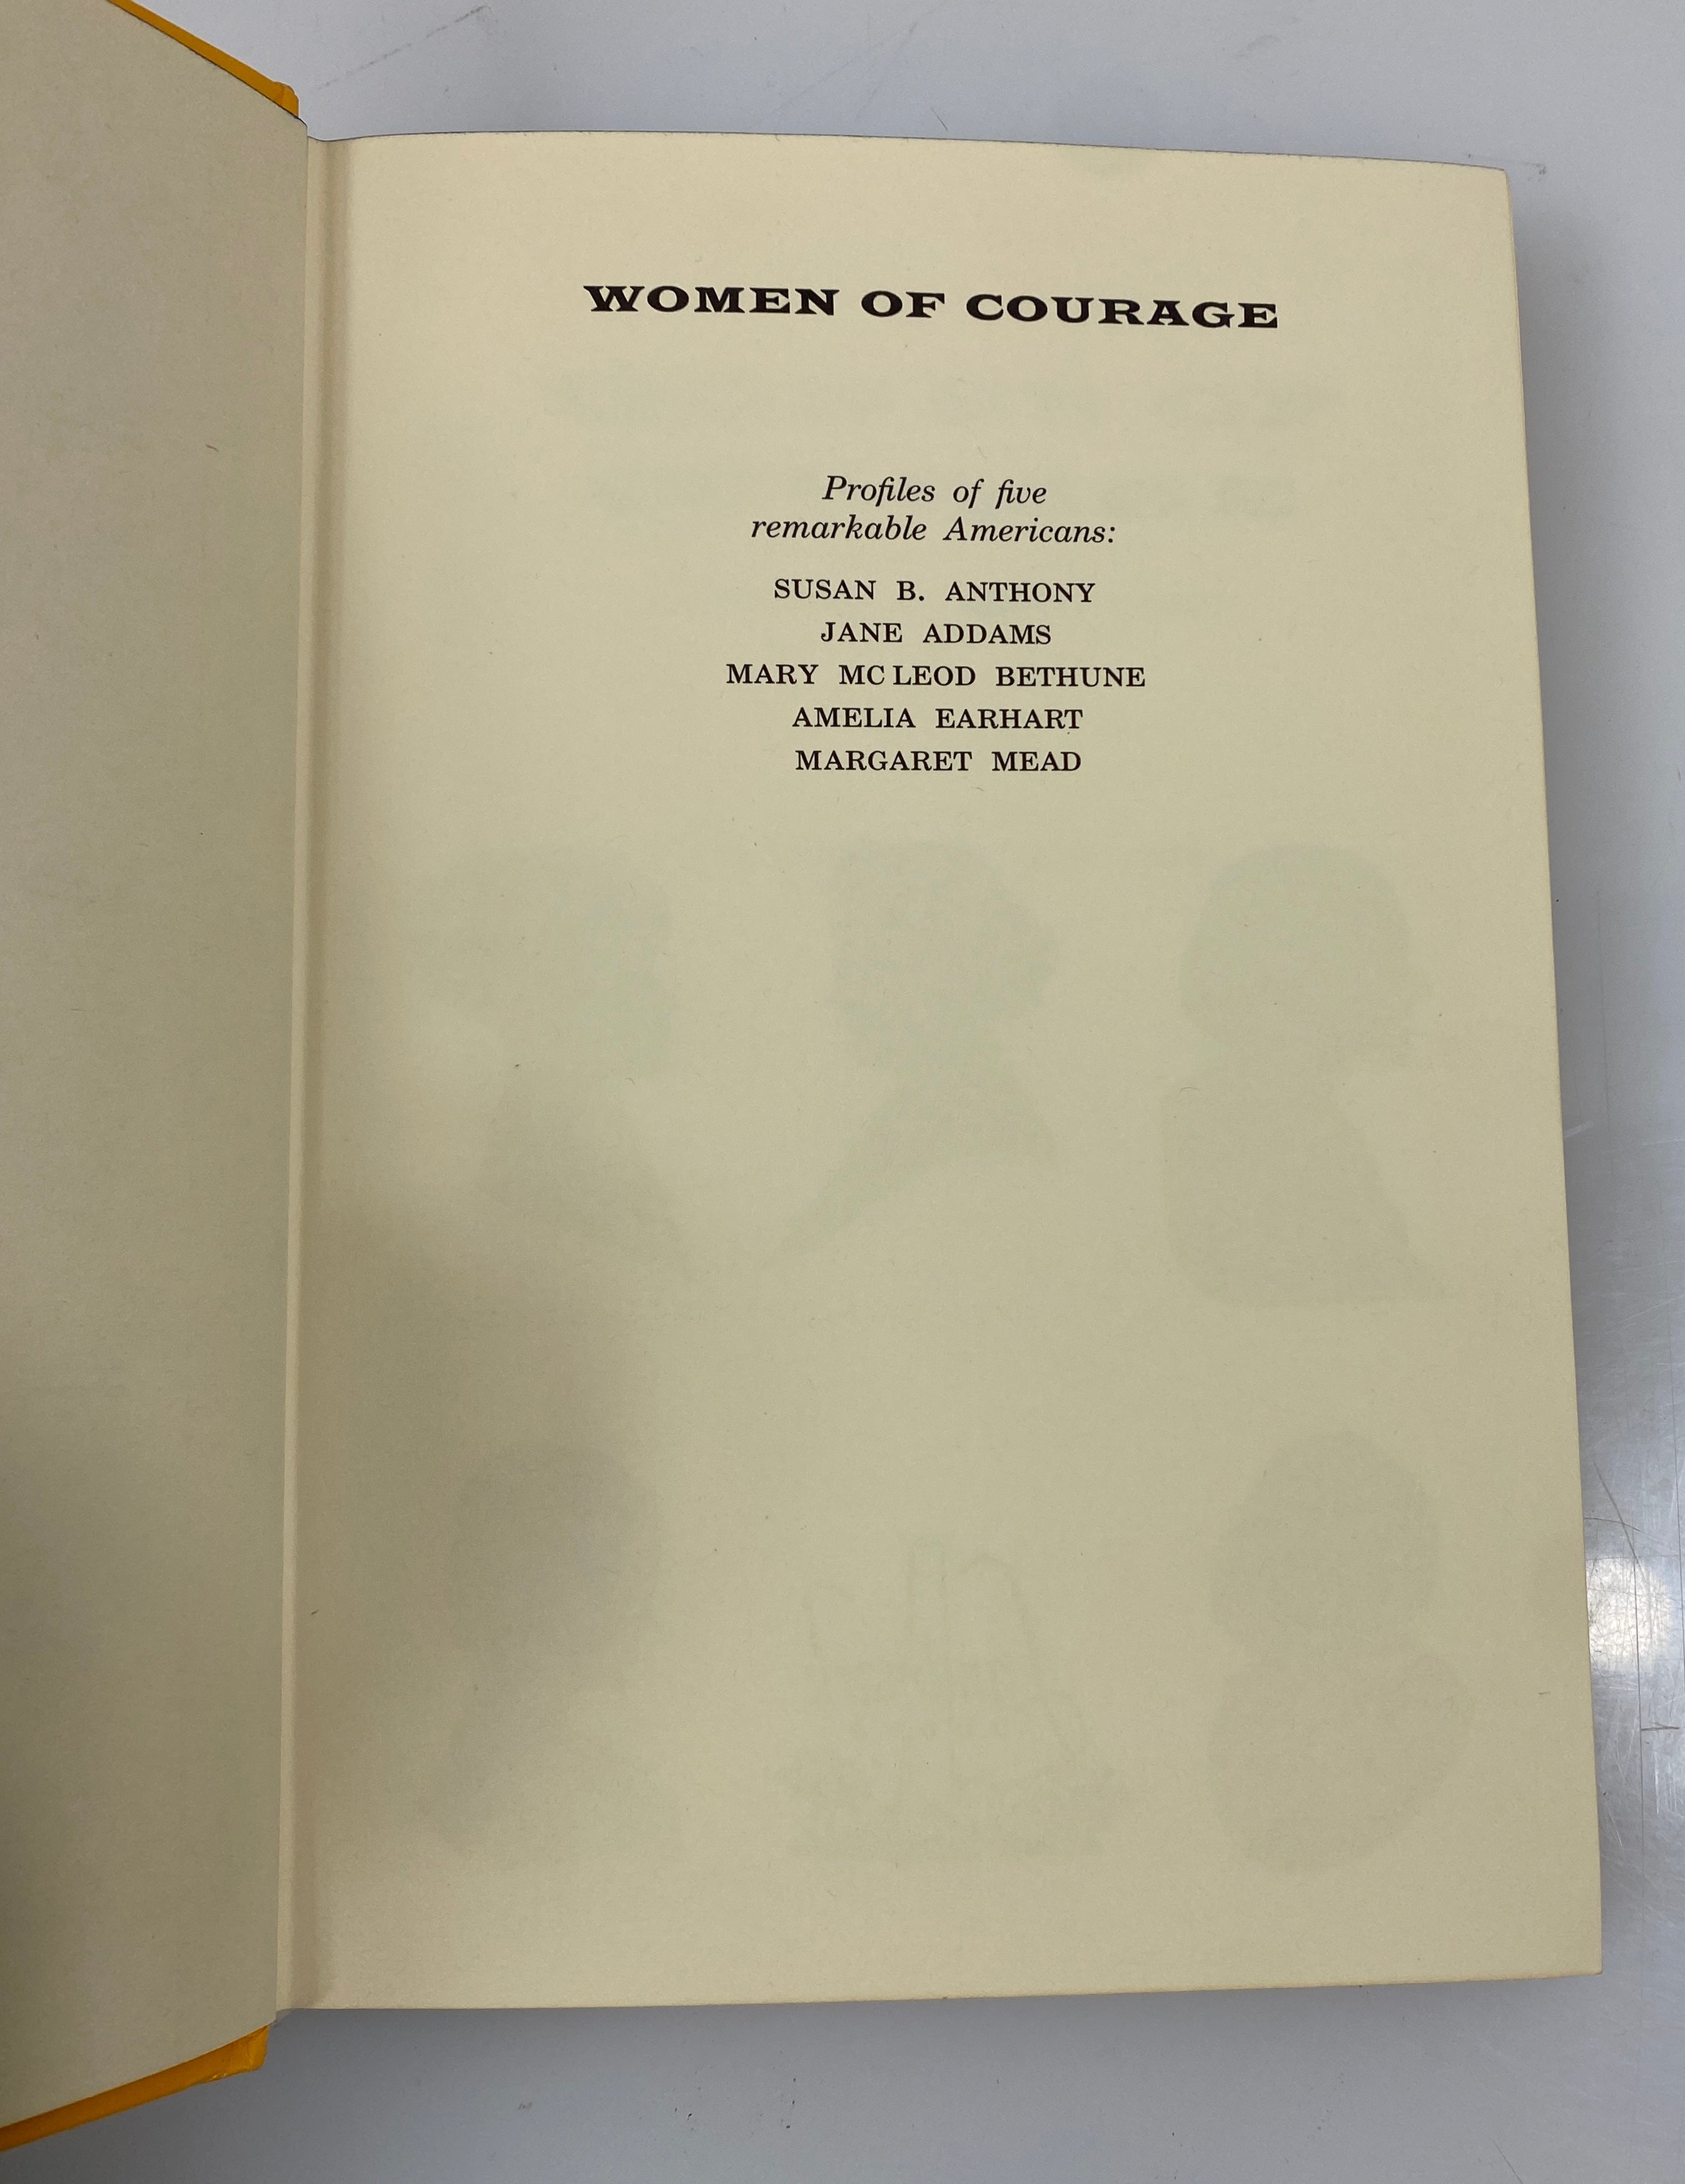 WOMEN OF COURAGE
Profiles of five
remarkable Americans:
SUSAN B. ANTHONY
JANE ADDAMS
MARY MC LEOD BETHUNE
AMELIA EARHART
MARGARET MEAD